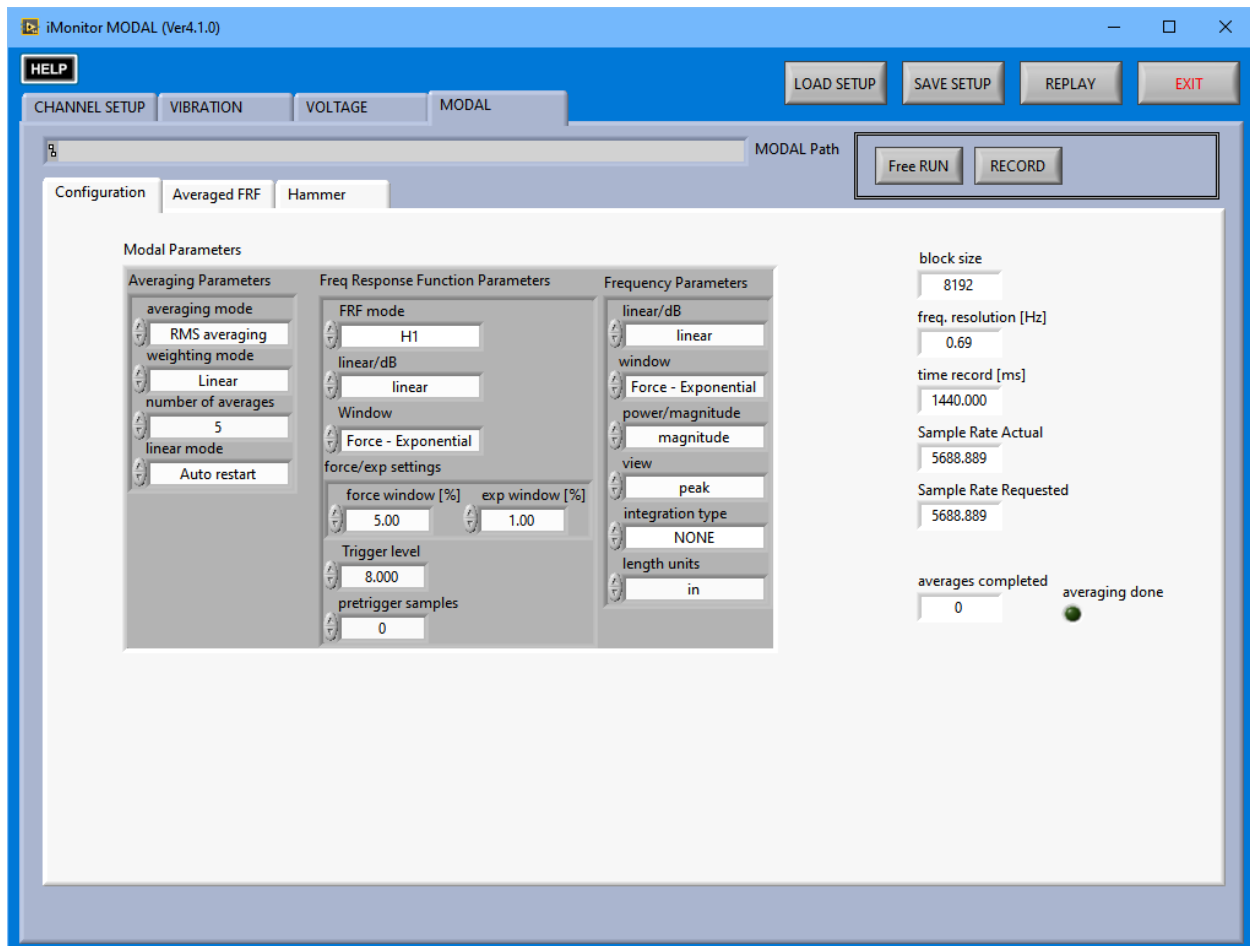 iMonitor MODAL (Ver4.1.0)
HELP
LOAD SETUP
SAVE SETUP
REPLAY
EXIT
CHANNEL SETUP
VIBRATION
VOLTAGE
MODAL
MODAL Path
Free RUN
RECORD
Configuration
Averaged FRF
Hammer
Modal Parameters
Averaging Parameters
averaging mode
RMS averaging
weighting mode
Linear
number of averages
5
linear mode
Auto restart
Freq Response Function Parameters
FRF mode
H1
linear/dB
linear
Window
Force - Exponential
force/exp settings
force window [%]
5.00
exp window [%]
1.00
Trigger level
8.000
pretrigger samples
0
Frequency Parameters
linear/dB
linear
window
Force - Exponential
power/magnitude
magnitude
view
peak
integration type
NONE
length units
in
block size
8192
freq. resolution [Hz]
0.69
time record [ms]
1440.000
Sample Rate Actual
5688.889
Sample Rate Requested
5688.889
averages completed
0
averaging done